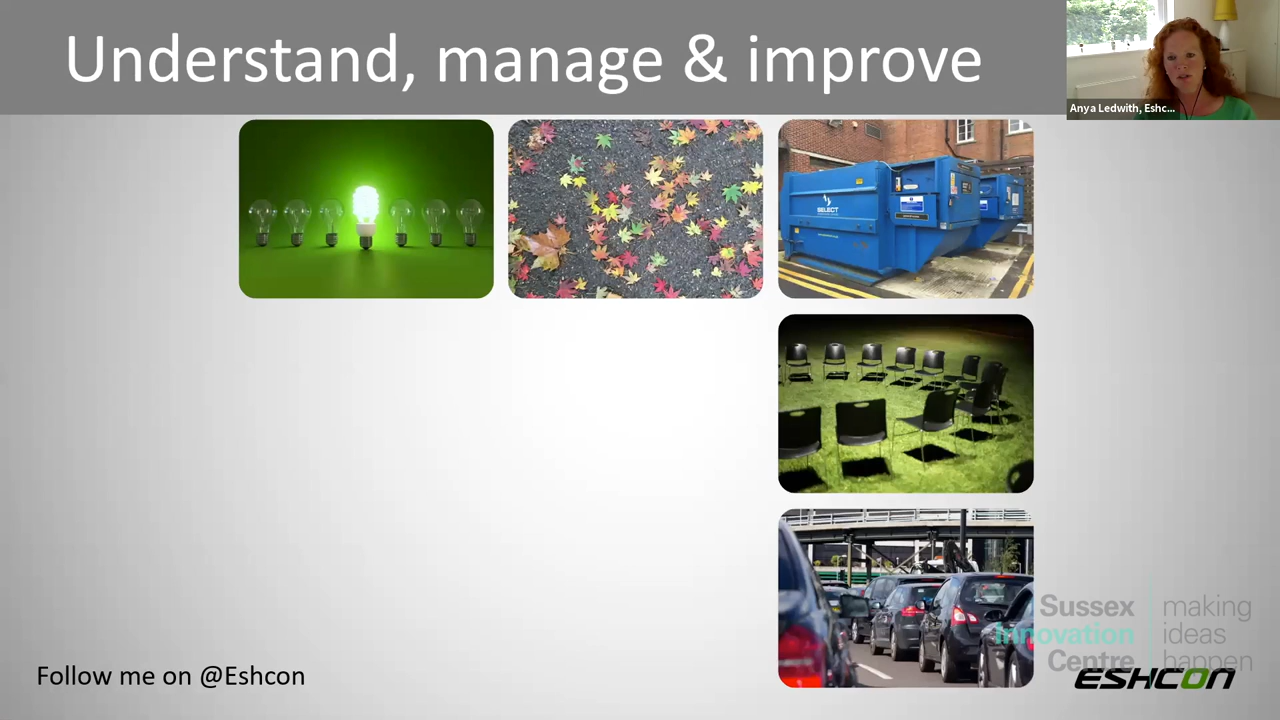 Understand, manage & improve
Anya Ledwith, Eshc...
SELECT
Follow me on @Eshcon
Sussex
Innovation
Centre
making
ideas
happen
ESHCON